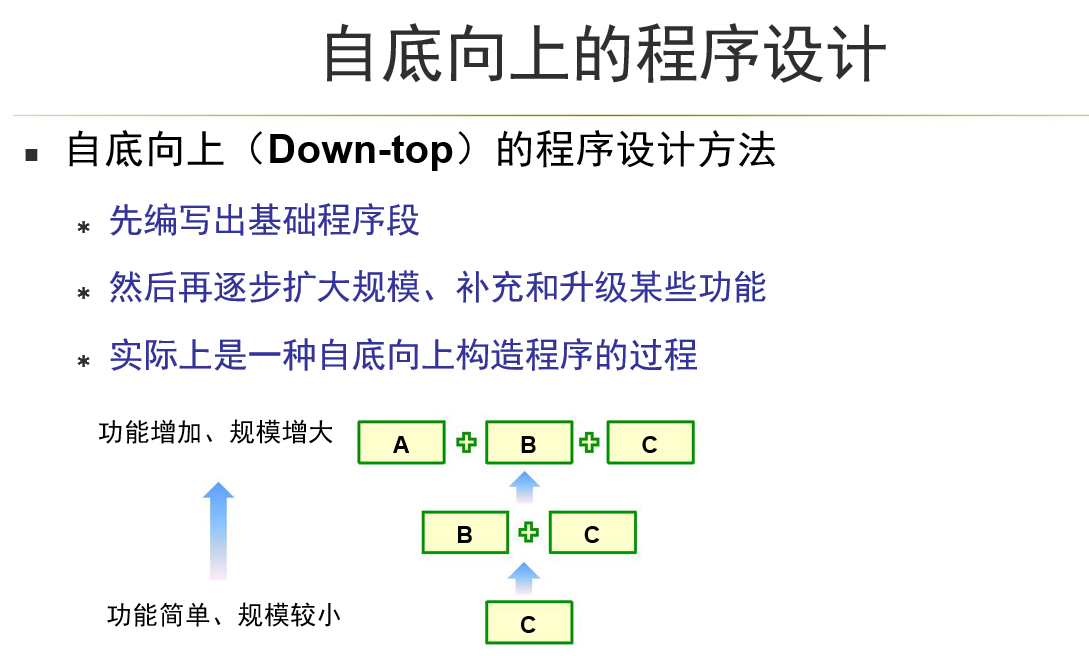 自底向上的程序设计
自底向上（Down-top）的程序设计方法
先编写出基础程序段
然后再逐步扩大规模、补充和升级某些功能
实际上是一种自底向上构造程序的过程
功能增加、规模增大
A B C
B C
功能简单、规模较小
C